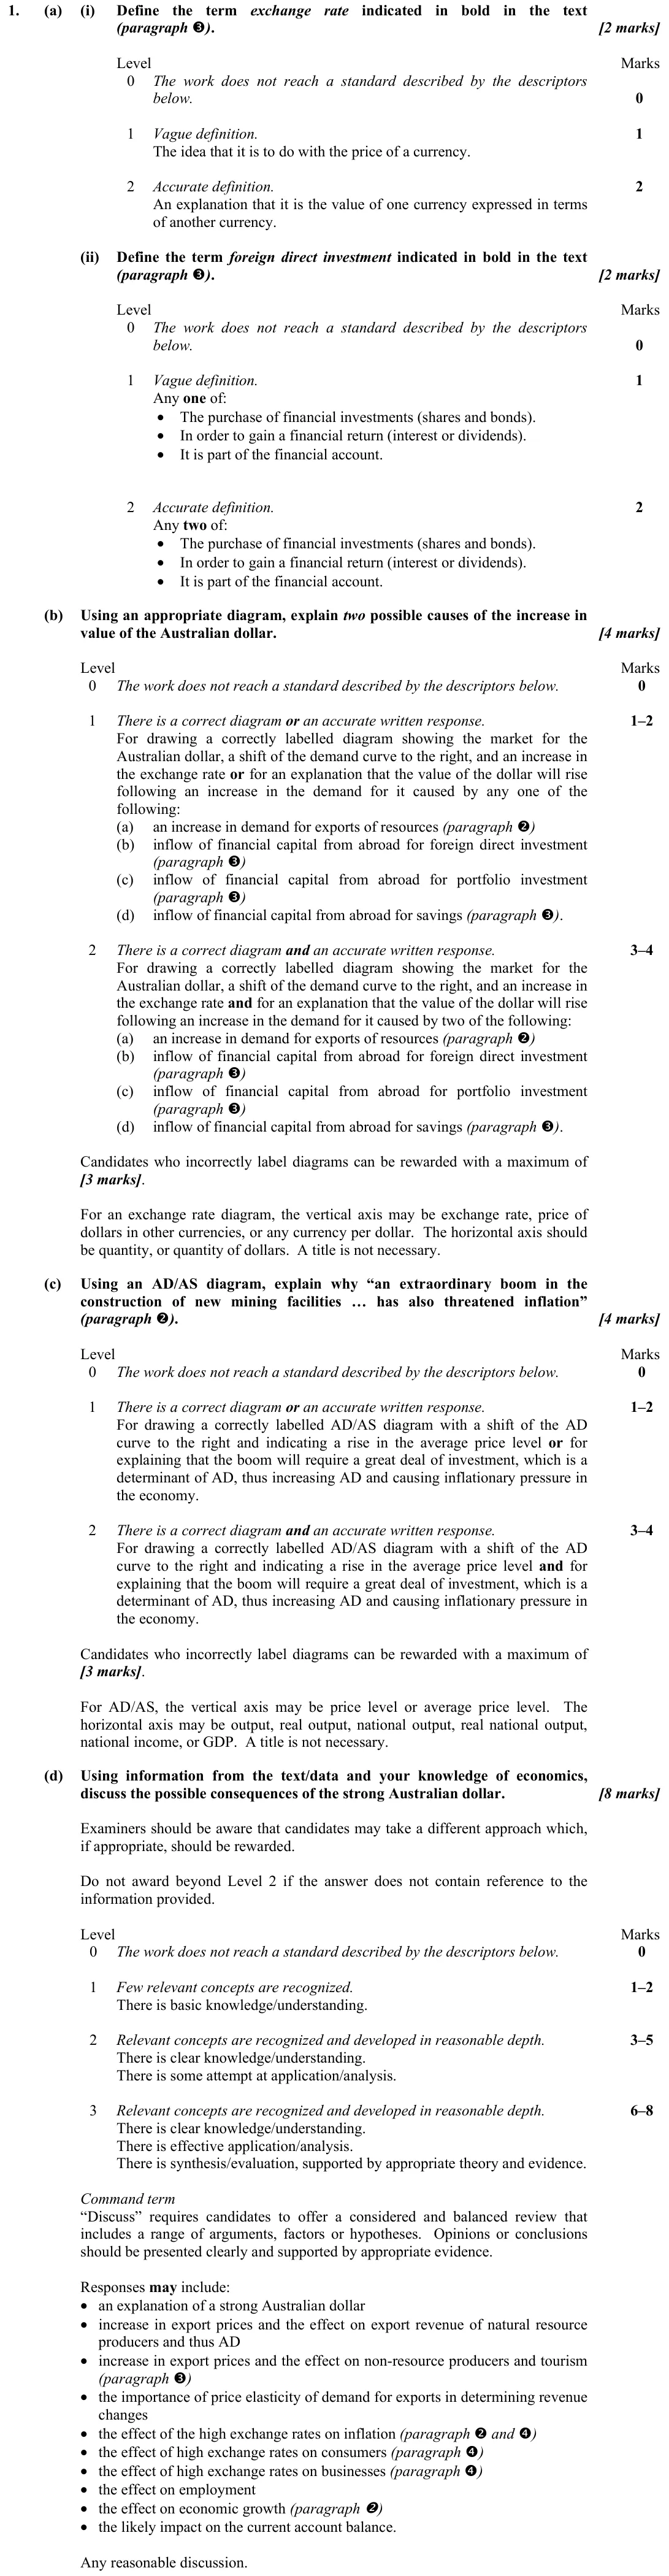 1. (a) (i) Define the term exchange rate indicated in bold in the text
(paragraph ❸). [2 marks]
Level Marks
0 The work does not reach a standard described by the descriptors
below. 0
1 Vague definition. 1
The idea that it is to do with the price of a currency.
2 Accurate definition. 2
An explanation that it is the value of one currency expressed in terms
of another currency.
(ii) Define the term foreign direct investment indicated in bold in the text
(paragraph ❸). [2 marks]
Level Marks
0 The work does not reach a standard described by the descriptors
below. 0
1 Vague definition. 1
Any one of:
• The purchase of financial investments (shares and bonds).
• In order to gain a financial return (interest or dividends).
• It is part of the financial account.
2 Accurate definition. 2
Any two of:
• The purchase of financial investments (shares and bonds).
• In order to gain a financial return (interest or dividends).
• It is part of the financial account.
(b) Using an appropriate diagram, explain two possible causes of the increase in
value of the Australian dollar. [4 marks]
Level Marks
0 The work does not reach a standard described by the descriptors below. 0
1 There is a correct diagram or an accurate written response. 1–2
For drawing a correctly labelled diagram showing the market for the
Australian dollar, a shift of the demand curve to the right, and an increase in
the exchange rate or for an explanation that the value of the dollar will rise
following an increase in the demand for it caused by any one of the
following:
(a) an increase in demand for exports of resources (paragraph ❷)
(b) inflow of financial capital from abroad for foreign direct investment
(paragraph ❸)
(c) inflow of financial capital from abroad for portfolio investment
(paragraph ❸)
(d) inflow of financial capital from abroad for savings (paragraph ❸).
2 There is a correct diagram and an accurate written response. 3–4
For drawing a correctly labelled diagram showing the market for the
Australian dollar, a shift of the demand curve to the right, and an increase in
the exchange rate and for an explanation that the value of the dollar will rise
following an increase in the demand for it caused by two of the following:
(a) an increase in demand for exports of resources (paragraph ❷)
(b) inflow of financial capital from abroad for foreign direct investment
(paragraph ❸)
(c) inflow of financial capital from abroad for portfolio investment
(paragraph ❸)
(d) inflow of financial capital from abroad for savings (paragraph ❸).
Candidates who incorrectly label diagrams can be rewarded with a maximum of
[3 marks].
For an exchange rate diagram, the vertical axis may be exchange rate, price of
dollars in other currencies, or any currency per dollar. The horizontal axis should
be quantity, or quantity of dollars. A title is not necessary.
(c) Using an AD/AS diagram, explain why “an extraordinary boom in the
construction of new mining facilities … has also threatened inflation”
(paragraph ❷). [4 marks]
Level Marks
0 The work does not reach a standard described by the descriptors below. 0
1 There is a correct diagram or an accurate written response. 1–2
For drawing a correctly labelled AD/AS diagram with a shift of the AD
curve to the right and indicating a rise in the average price level or for
explaining that the boom will require a great deal of investment, which is a
determinant of AD, thus increasing AD and causing inflationary pressure in
the economy.
2 There is a correct diagram and an accurate written response. 3–4
For drawing a correctly labelled AD/AS diagram with a shift of the AD
curve to the right and indicating a rise in the average price level and for
explaining that the boom will require a great deal of investment, which is a
determinant of AD, thus increasing AD and causing inflationary pressure in
the economy.
Candidates who incorrectly label diagrams can be rewarded with a maximum of
[3 marks].
For AD/AS, the vertical axis may be price level or average price level. The
horizontal axis may be output, real output, national output, real national output,
national income, or GDP. A title is not necessary.
(d) Using information from the text/data and your knowledge of economics,
discuss the possible consequences of the strong Australian dollar. [8 marks]
Examiners should be aware that candidates may take a different approach which,
if appropriate, should be rewarded.
Do not award beyond Level 2 if the answer does not contain reference to the
information provided.
Level Marks
0 The work does not reach a standard described by the descriptors below. 0
1 Few relevant concepts are recognized. 1–2
There is basic knowledge/understanding.
2 Relevant concepts are recognized and developed in reasonable depth. 3–5
There is clear knowledge/understanding.
There is some attempt at application/analysis.
3 Relevant concepts are recognized and developed in reasonable depth. 6–8
There is clear knowledge/understanding.
There is effective application/analysis.
There is synthesis/evaluation, supported by appropriate theory and evidence.
Command term
“Discuss” requires candidates to offer a considered and balanced review that
includes a range of arguments, factors or hypotheses. Opinions or conclusions
should be presented clearly and supported by appropriate evidence.
Responses may include:
• an explanation of a strong Australian dollar
• increase in export prices and the effect on export revenue of natural resource
producers and thus AD
• increase in export prices and the effect on non-resource producers and tourism
(paragraph ❸)
• the importance of price elasticity of demand for exports in determining revenue
changes
• the effect of the high exchange rates on inflation (paragraph ❷ and ❹)
• the effect of high exchange rates on consumers (paragraph ❹)
• the effect of high exchange rates on businesses (paragraph ❹)
• the effect on employment
• the effect on economic growth (paragraph ❷)
• the likely impact on the current account balance.
Any reasonable discussion.